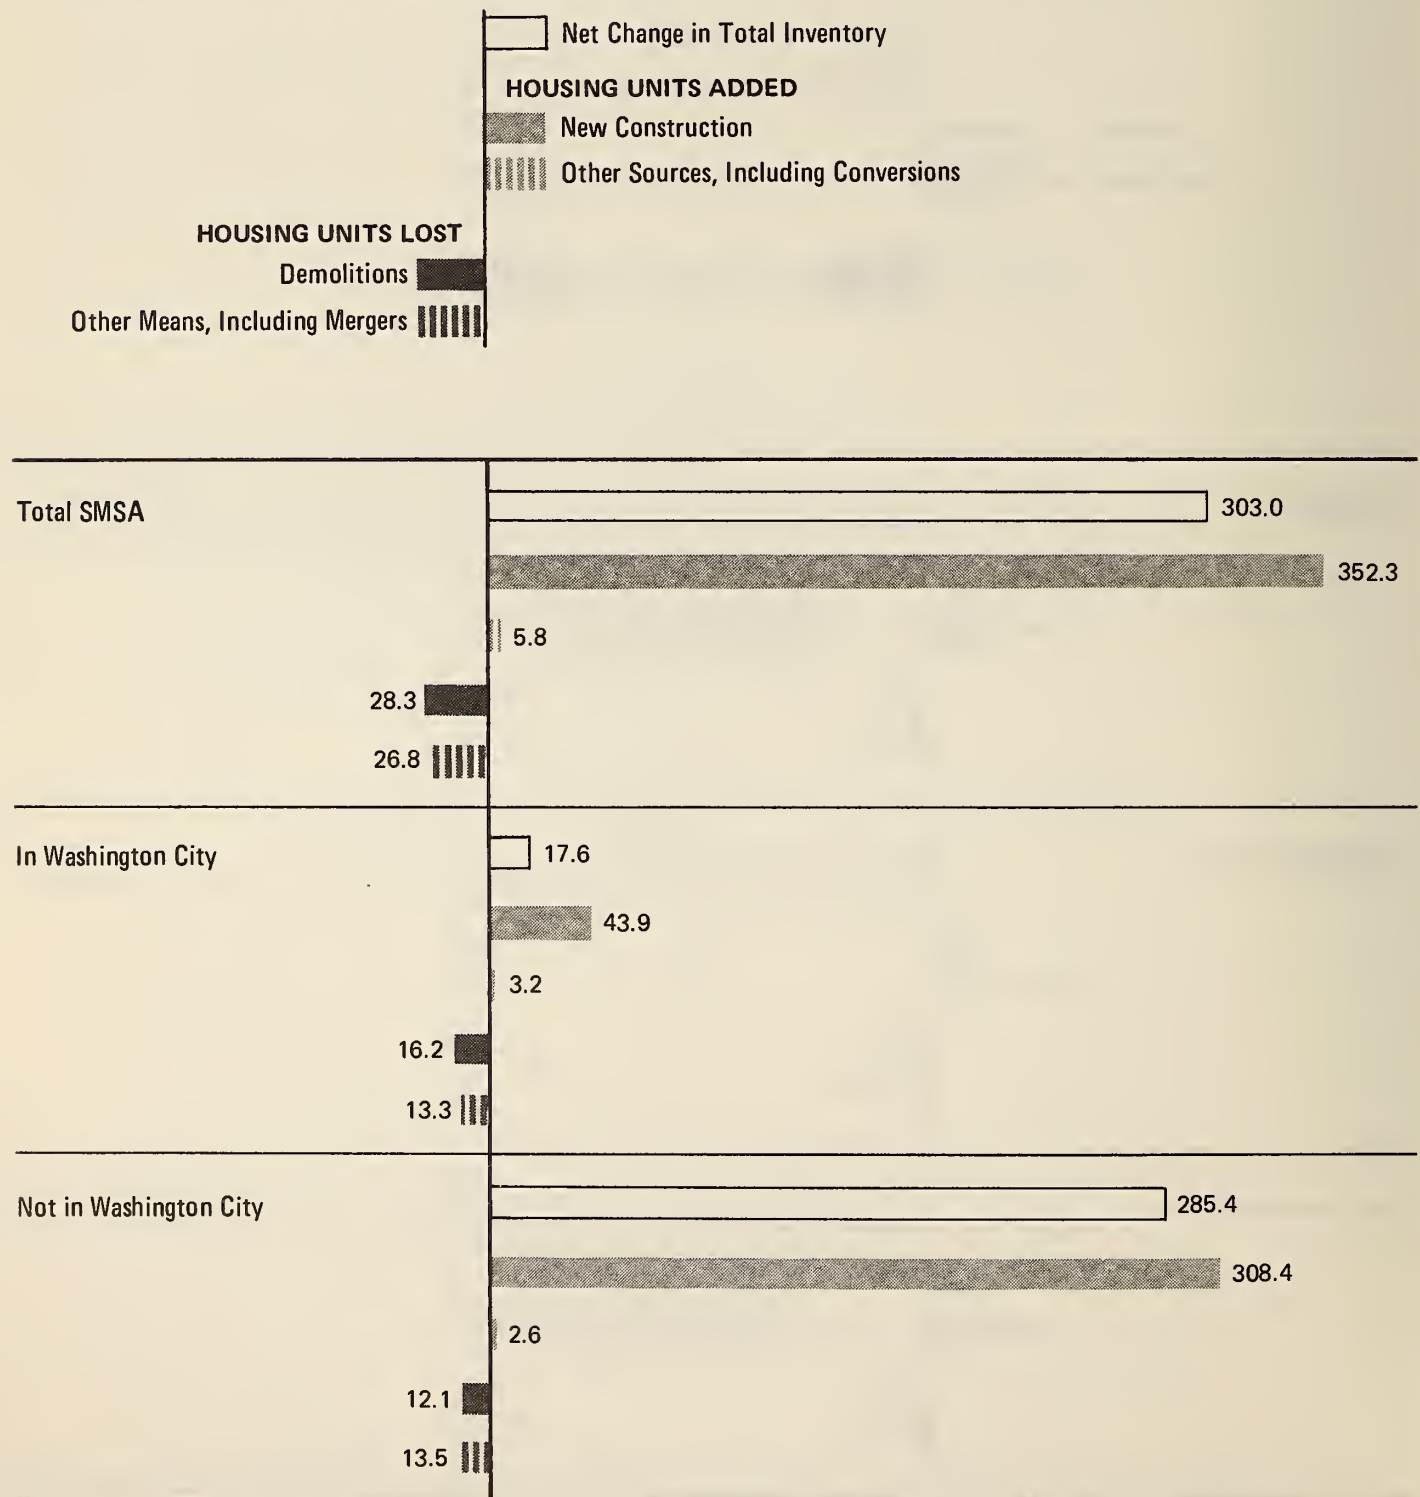 Net Change in Total Inventory
HOUSING UNITS ADDED
New Construction
Other Sources, Including Conversions
HOUSING UNITS LOST
Demolitions
Other Means, Including Mergers
Total SMSA
303.0
352.3
5.8
28.3
26.8
In Washington City
17.6
43.9
3.2
16.2
13.3
Not in Washington City
285.4
308.4
2.6
12.1
13.5